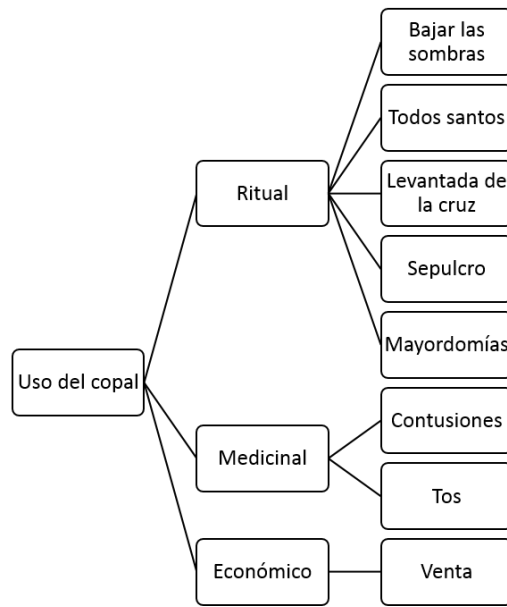 Bajar las
sombras
Todos santos
Levantada de
la cruz
Ritual
Sepulcro
Mayordomías
Uso del copal
Contusiones
Medicinal
Tos
Económico
Venta